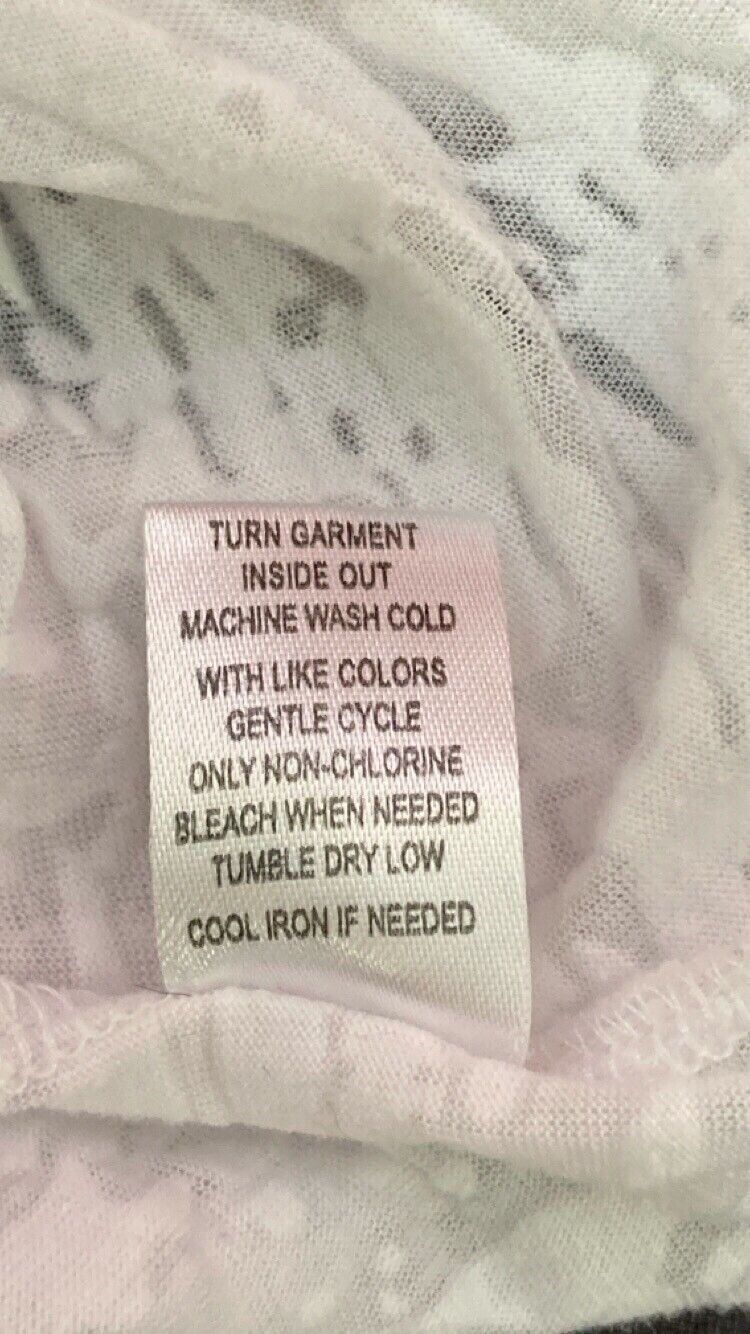 TURN GARMENT
INSIDE OUT
MACHINE WASH COLD
WITH LIKE COLORS
GENTLE CYCLE
ONLY NON-CHLORINE
BLEACH WHEN NEEDED
TUMBLE DRY LOW
COOL IRON IF NEEDED